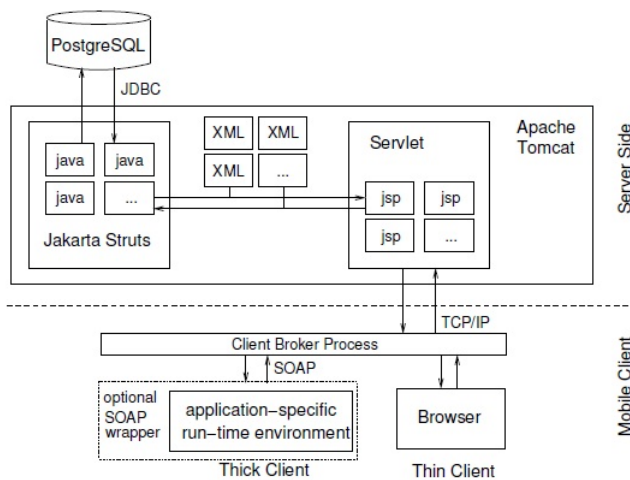 PostgreSQL
JDBC
Apache
Tomcat
Server Side
java
java
java
...
Jakarta Struts
XML
XML
XML
...
Servlet
jsp
jsp
jsp
...
TCP/IP
Client Broker Process
SOAP
Mobile Client
optional
SOAP
wrapper
application-specific
run-time environment
Browser
Thick Client
Thin Client